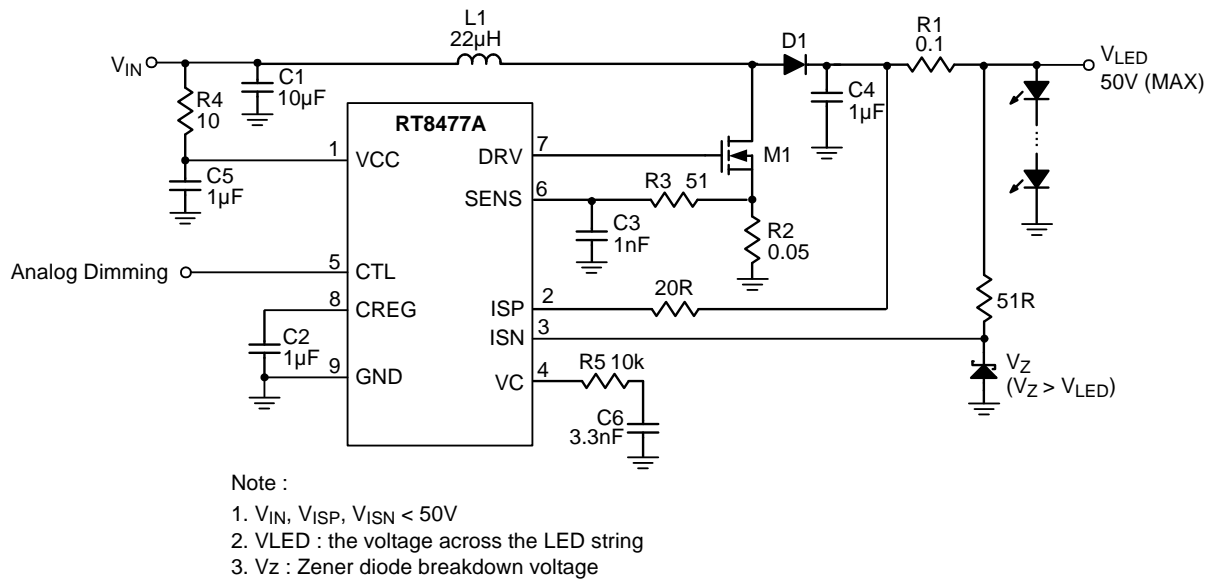 L1
22µH
D1
R1
0.1
VIN
VLED
50V (MAX)
C1
10µF
R4
10
C4
1µF
RT8477A
1
VCC
DRV
7
M1
C5
1µF
SENS
6
R3 51
C3
1nF
R2
0.05
Analog Dimming
5
CTL
8
CREG
ISP
2
20R
51R
ISN
3
C2
1µF
9
GND
VC
4
R5 10k
VZ
(VZ > VLED)
C6
3.3nF
Note :
1. VIN, VISP, VISN < 50V
2. VLED : the voltage across the LED string
3. Vz : Zener diode breakdown voltage